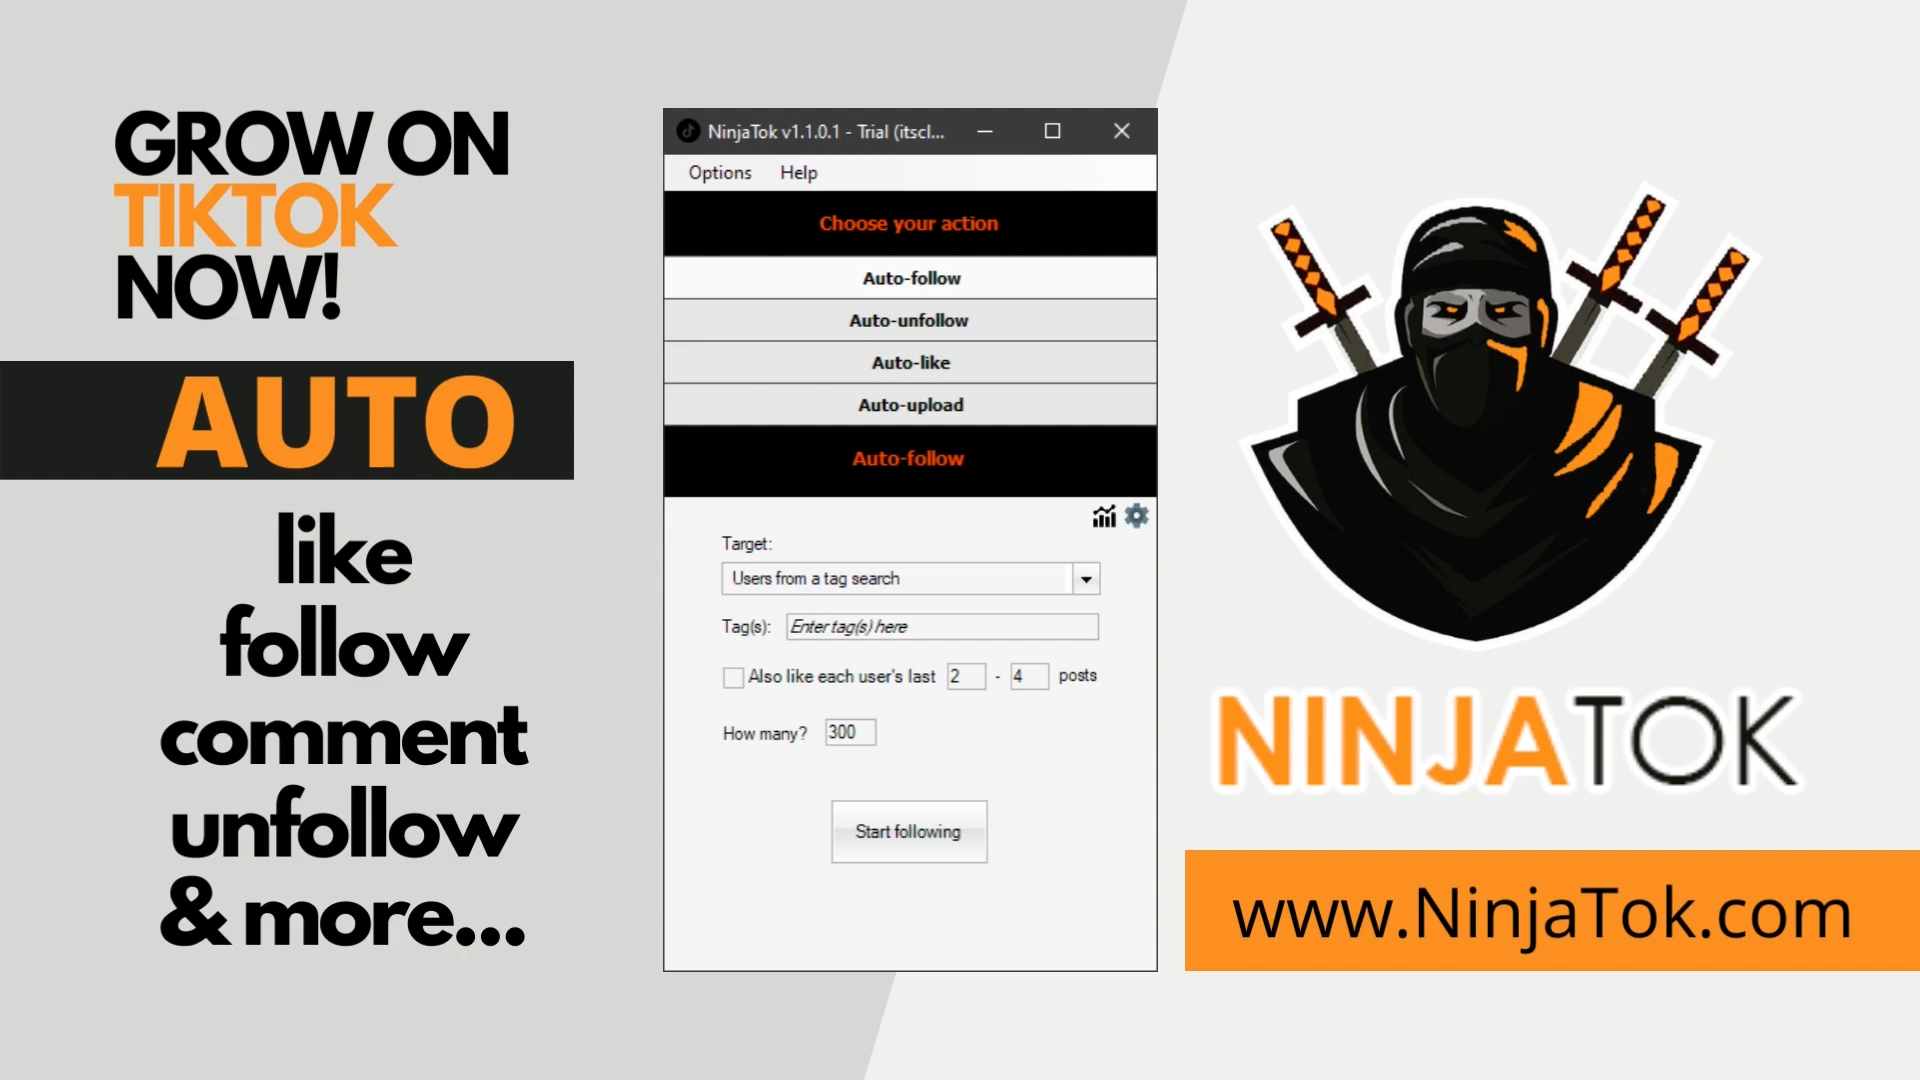 GROW ON
TIKTOK
NOW!
AUTO
like
follow
comment
unfollow
& more...
NinjaTok v1.1.0.1 - Trial (itscl...
Options Help
Choose your action
Auto-follow
Auto-unfollow
Auto-like
Auto-upload
Auto-follow
Target:
Users from a tag search
Tag(s): Enter tag(s) here
Also like each user's last 2 - 4 posts
How many? 300
Start following
NINJATOK
www.NinjaTok.com